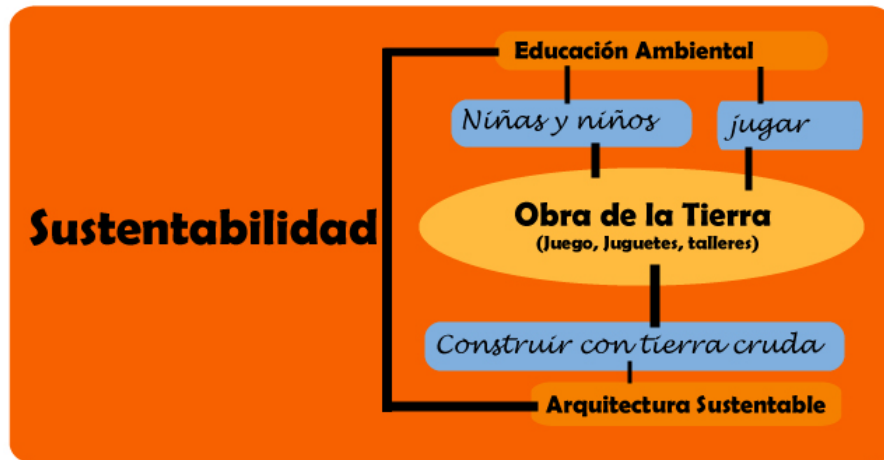 Educación Ambiental
Niñas y niños
jugar
Sustentabilidad
Obra de la Tierra
(Juego, Juguetes, talleres)
Construir con tierra cruda
Arquitectura Sustentable